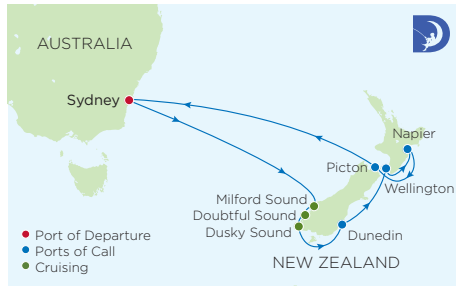 AUSTRALIA
Sydney
Napier
Picton
Wellington
Milford Sound
Doubtful Sound
Dusky Sound
Dunedin
Port of Departure
Ports of Call
Cruising
NEW ZEALAND